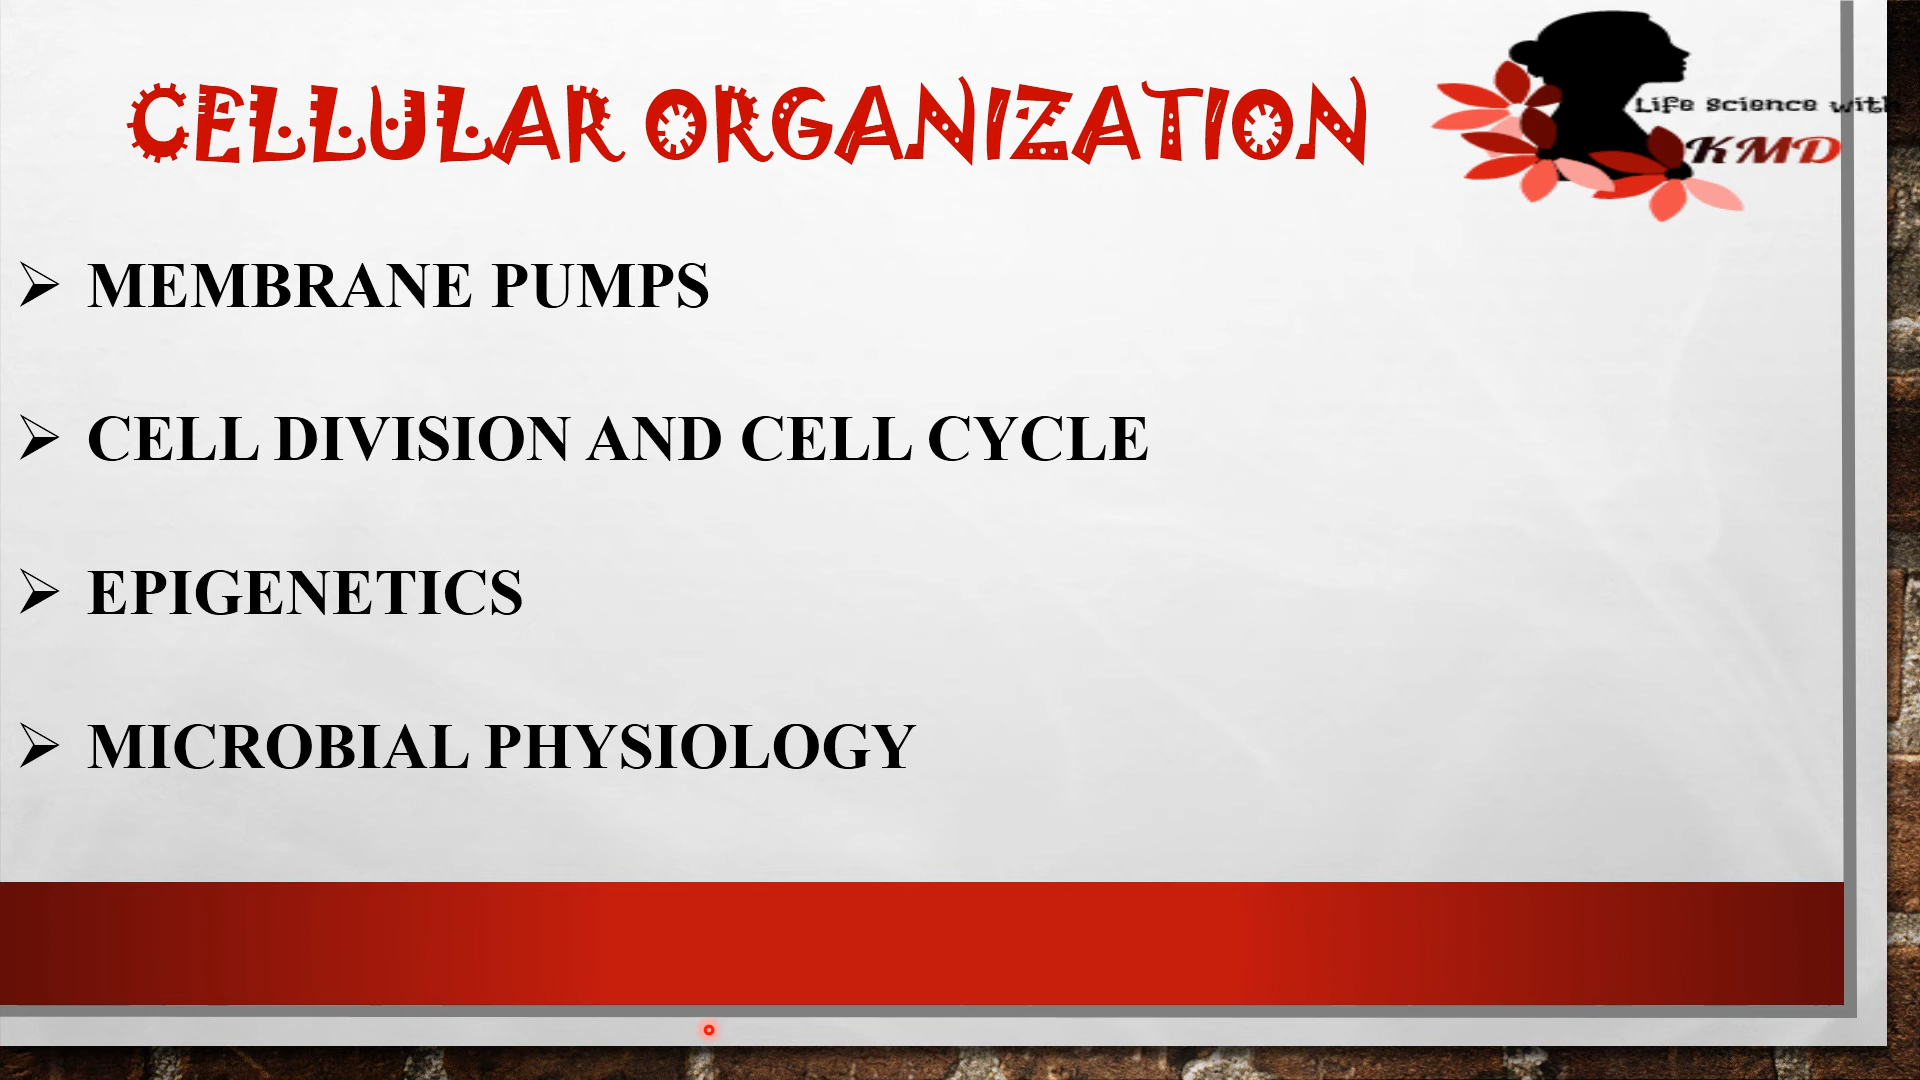 CELLULAR ORGANIZATION
Life Science with
KMD
➢ MEMBRANE PUMPS
➢ CELL DIVISION AND CELL CYCLE
➢ EPIGENETICS
➢ MICROBIAL PHYSIOLOGY